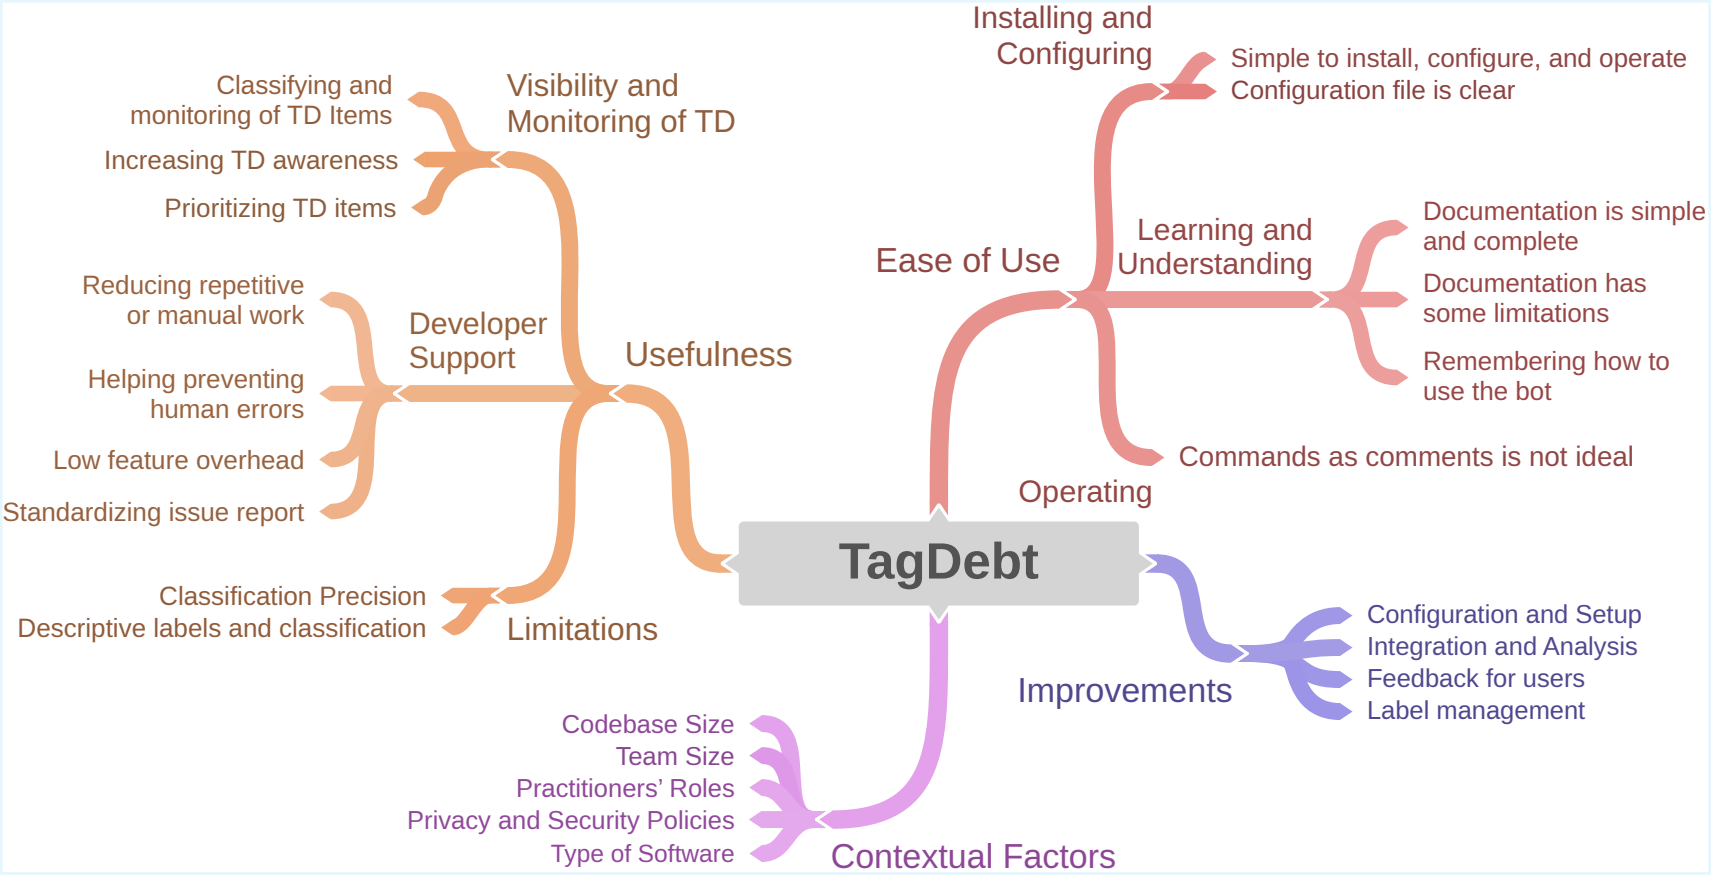 Installing and
Configuring
Simple to install, configure, and operate
Configuration file is clear
Learning and
Understanding
Documentation is simple
and complete
Documentation has
some limitations
Remembering how to
use the bot
Ease of Use
Commands as comments is not ideal
Operating
Visibility and
Monitoring of TD
Classifying and
monitoring of TD Items
Increasing TD awareness
Prioritizing TD items
Developer
Support
Reducing repetitive
or manual work
Helping preventing
human errors
Low feature overhead
Standardizing issue report
Usefulness
Classification Precision
Descriptive labels and classification
Limitations
TagDebt
Improvements
Configuration and Setup
Integration and Analysis
Feedback for users
Label management
Codebase Size
Team Size
Practitioners’ Roles
Privacy and Security Policies
Type of Software
Contextual Factors